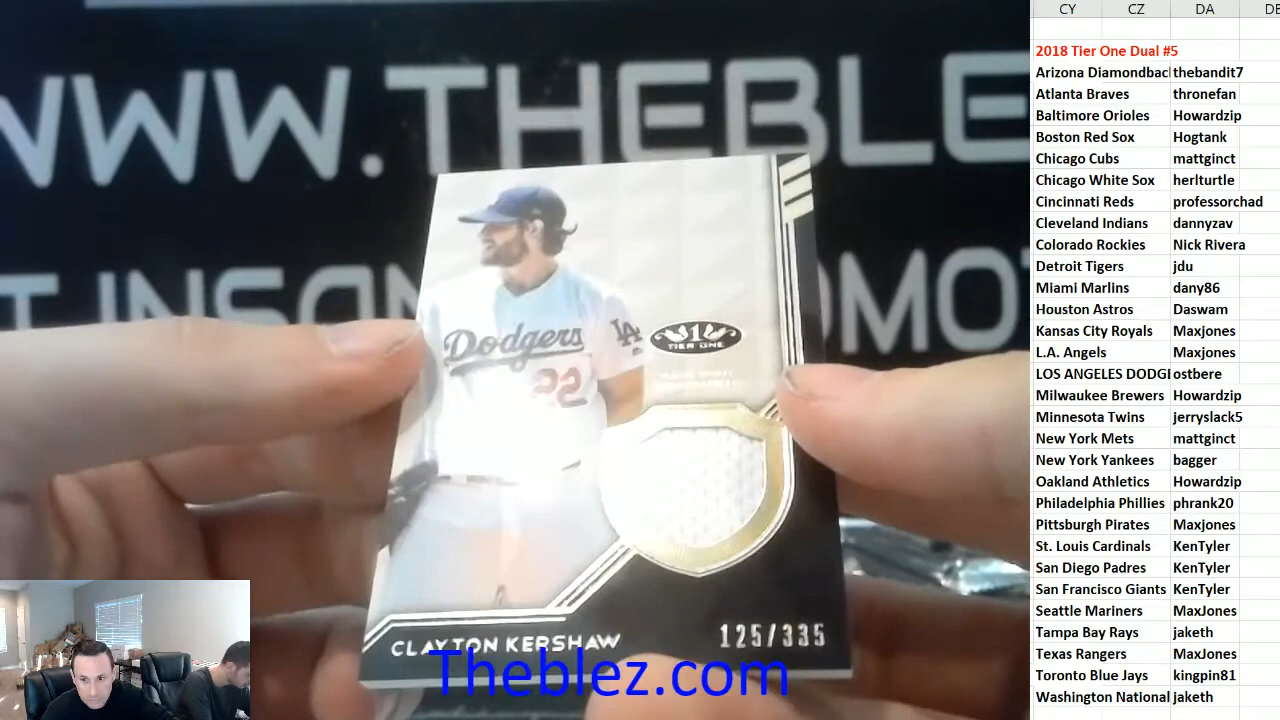 WWW.THEBLE
T INSAN
OMO
Dodgers
LA
22
1
TIER ONE
CLAYTON KERSHAW
125/335
Theblez.com
CY CZ DA DE
2018 Tier One Dual #5
Arizona Diamondbac thebandit7
Atlanta Braves thronefan
Baltimore Orioles Howardzip
Boston Red Sox Hogtank
Chicago Cubs mattginct
Chicago White Sox herlturtle
Cincinnati Reds professorchad
Cleveland Indians dannyzav
Colorado Rockies Nick Rivera
Detroit Tigers jdu
Miami Marlins dany86
Houston Astros Daswam
Kansas City Royals MaxJones
L.A. Angels MaxJones
LOS ANGELES DODGE ostbere
Milwaukee Brewers Howardzip
Minnesota Twins jerryslack5
New York Mets mattginct
New York Yankees bagger
Oakland Athletics Howardzip
Philadelphia Phillies phrank20
Pittsburgh Pirates MaxJones
St. Louis Cardinals KenTyler
San Diego Padres KenTyler
San Francisco Giants KenTyler
Seattle Mariners MaxJones
Tampa Bay Rays jaketh
Texas Rangers MaxJones
Toronto Blue Jays kingpin81
Washington National jaketh